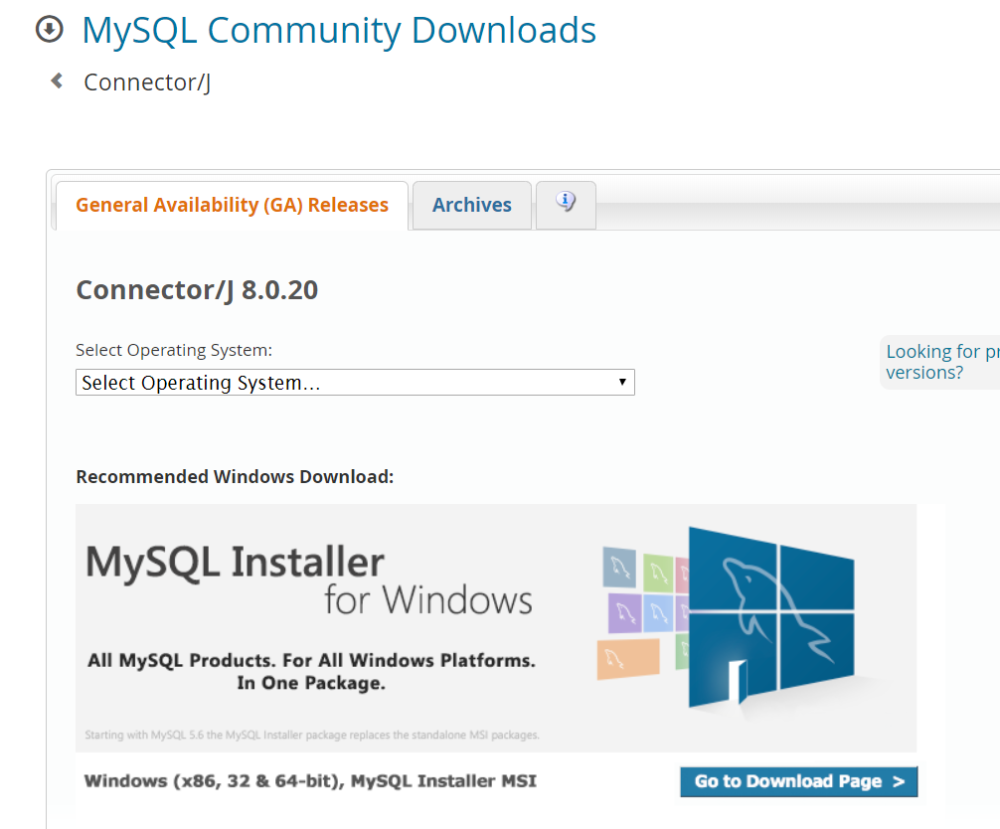 MySQL Community Downloads
Connector/J
General Availability (GA) Releases
Archives
Connector/J 8.0.20
Select Operating System:
Select Operating System...
Looking for
versions?
Recommended Windows Download:
MySQL Installer
for Windows
All MySQL Products. For All Windows Platforms.
In One Package.
Starting with MySQL 5.6 the MySQL Installer package replaces the standalone MSI packages.
Windows (x86, 32 & 64-bit), MySQL Installer MSI
Go to Download Page >